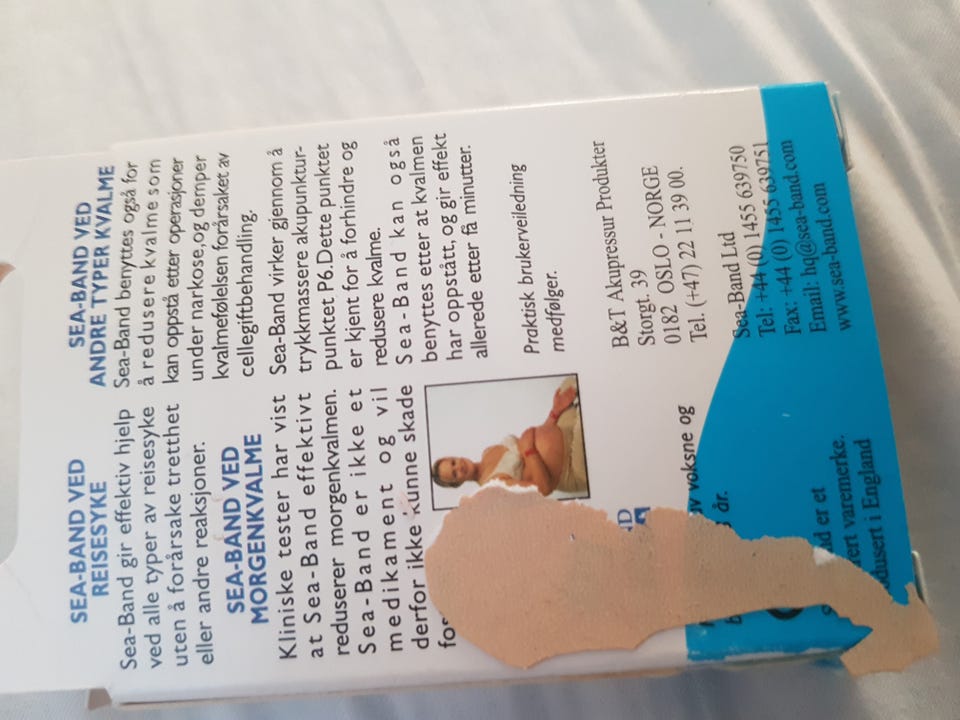 SEA-BAND VED
REISESYKE
Sea-Band gir effektiv hjelp
ved alle typer av reisesyke
uten å forårsake tretthet
eller andre reaksjoner.
SEA-BAND VED
MORGENKVALME
Kliniske tester har vist
at Sea-Band effektivt
reduserer morgenkvalmen.
Sea-Band er ikke et
medikament og vil
derfor ikke kunne skade
SEA-BAND VED
ANDRE TYPER KVALME
Sea-Band benyttes også for
å redusere kvalme som
kan oppstå etter operasjoner
under narkose, og demper
kvalmefølelsen forårsaket av
cellegiftbehandling.
Sea-Band virker gjennom å
trykkmassere akupunktur-
punktet P6. Dette punktet
er kjent for å forhindre og
redusere kvalme.
Sea-Band kan også
benyttes etter at kvalmen
har oppstått, og gir effekt
allerede etter få minutter.
Praktisk brukerveiledning
medfølger.
B&T Akupressur Produkter
Storgt. 39
0182 OSLO - NORGE
Tel. (+47) 22 11 39 00.
Sea-Band Ltd
Tel: +44 (0) 1455 639750
Fax: +44 (0) 1455 639751
Email: hq@sea-band.com
www.sea-band.com
voksne og
år.
er et
varemerke.
i England